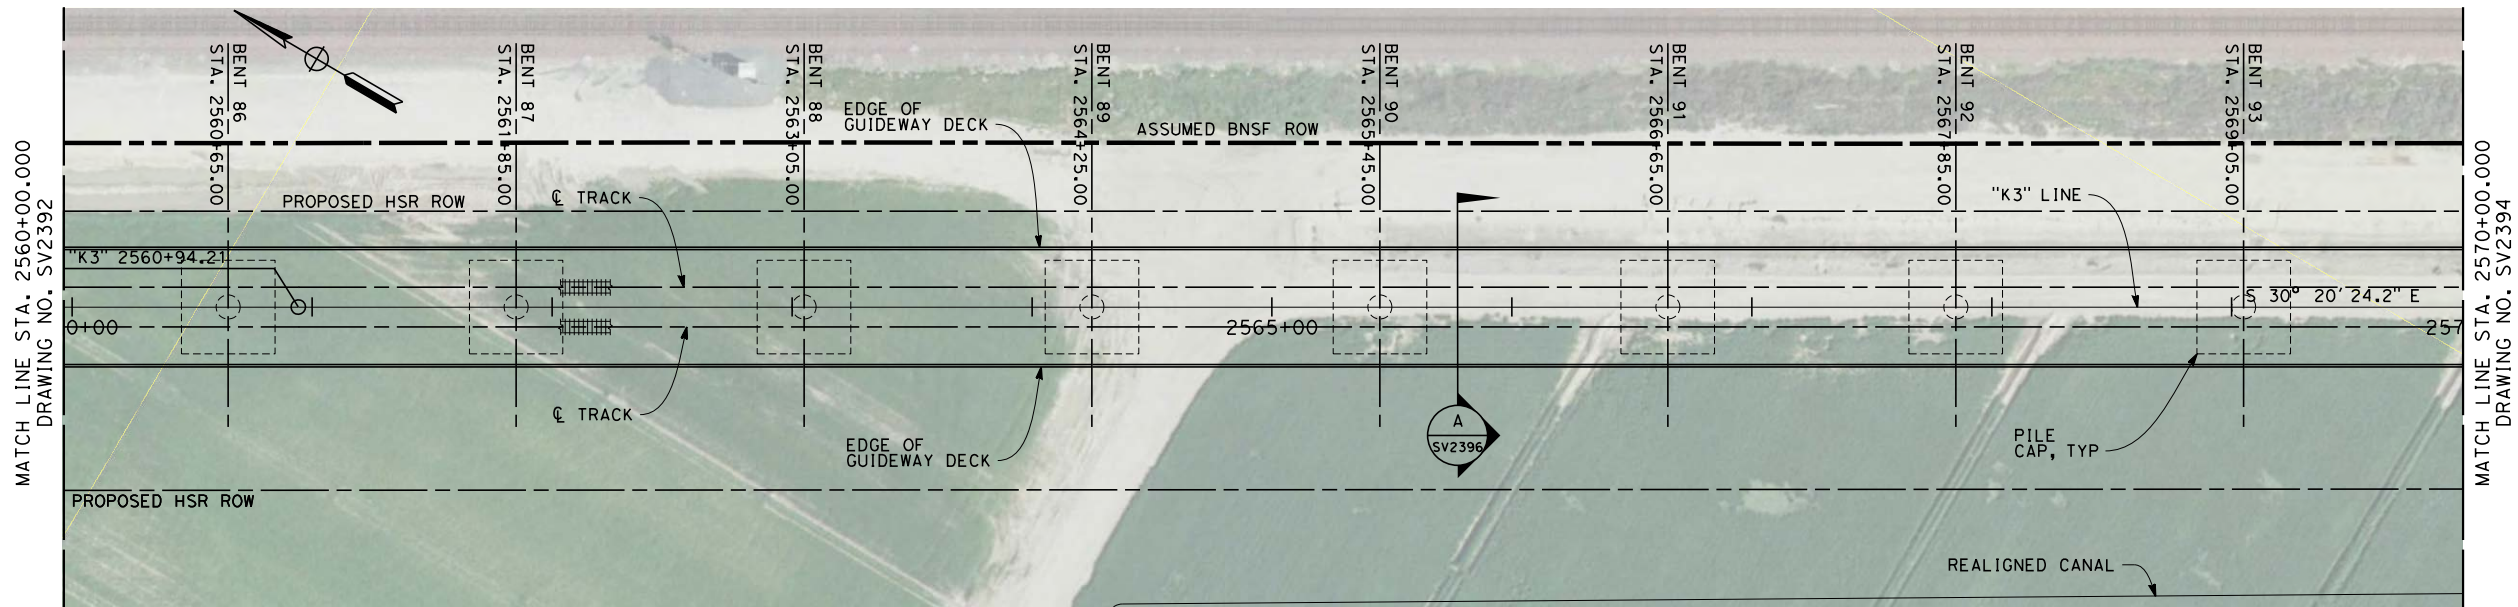 MATCH LINE STA. 2560+00.000
DRAWING NO. SV2392
BENT 86
STA. 2560+65.00
BENT 87
STA. 2561+85.00
BENT 88
STA. 2563+05.00
BENT 89
STA. 2564+25.00
BENT 90
STA. 2565+45.00
BENT 91
STA. 2566+65.00
BENT 92
STA. 2567+85.00
BENT 93
STA. 2569+05.00
EDGE OF
GUIDEWAY DECK
ASSUMED BNSF ROW
PROPOSED HSR ROW
℄ TRACK
"K3" LINE
"K3" 2560+94.21
S 30° 20' 24.2" E
0+00
2565+00
257
℄ TRACK
EDGE OF
GUIDEWAY DECK
A
SV2396
PILE
CAP, TYP
PROPOSED HSR ROW
REALIGNED CANAL
MATCH LINE STA. 2570+00.000
DRAWING NO. SV2394